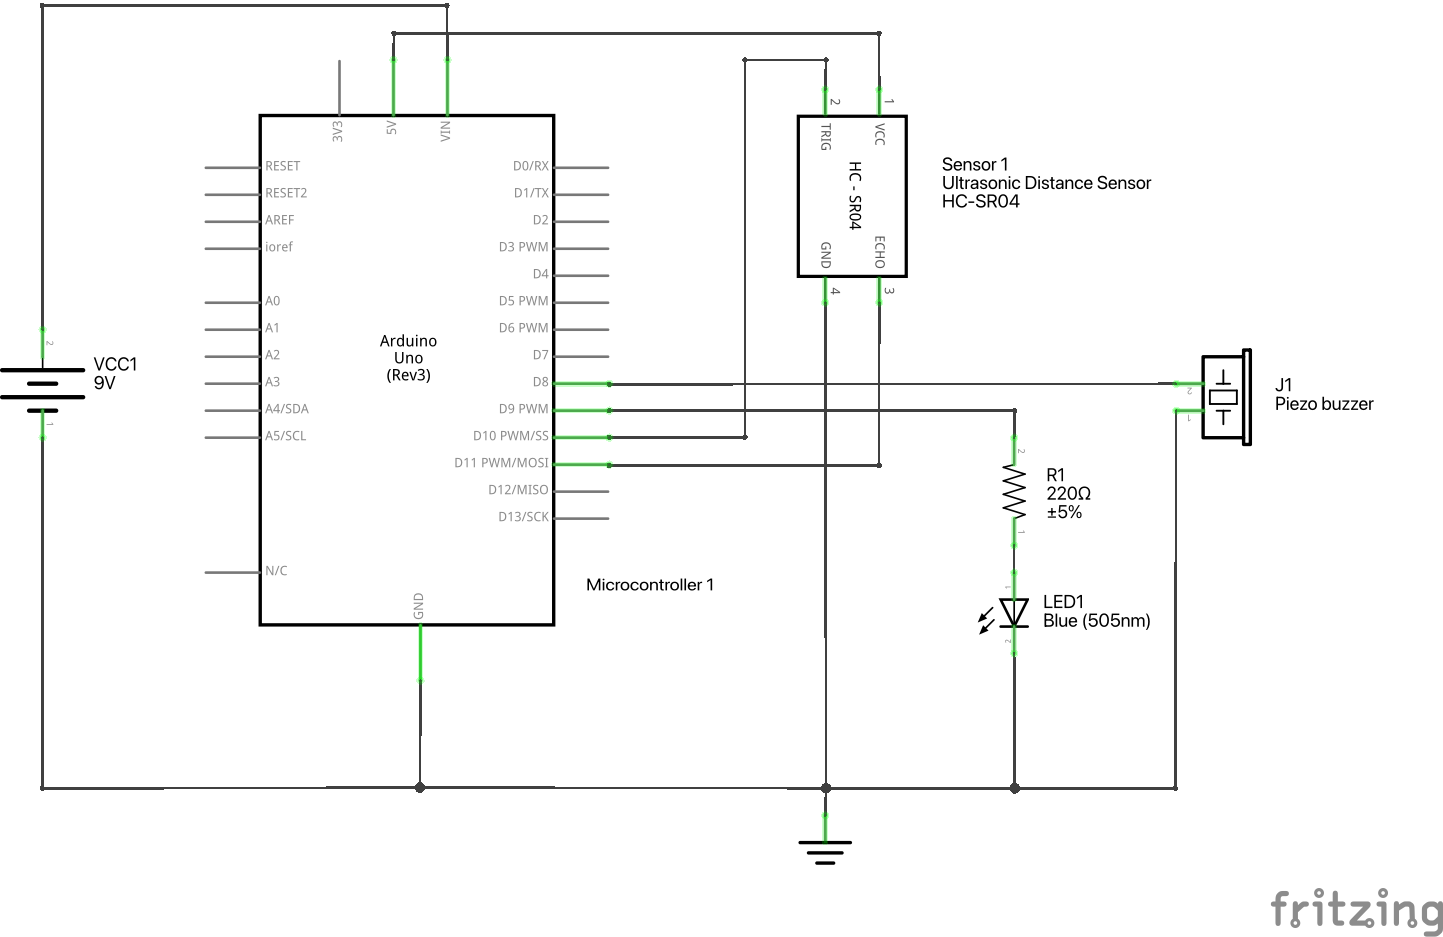 3V3
5V
VIN
RESET
RESET2
AREF
ioref
A0
A1
A2
A3
A4/SDA
A5/SCL
N/C
D0/RX
D1/TX
D2
D3 PWM
D4
D5 PWM
D6 PWM
D7
D8
D9 PWM
D10 PWM/SS
D11 PWM/MOSI
D12/MISO
D13/SCK
GND
Arduino
Uno
(Rev3)
Microcontroller 1
2
VCC1
9V
1
2
1
TRIG
VCC
HC - SR04
GND
ECHO
4
3
Sensor 1
Ultrasonic Distance Sensor
HC-SR04
2
1
J1
Piezo buzzer
2
R1
220Ω
±5%
1
1
LED1
Blue (505nm)
2
fritzing